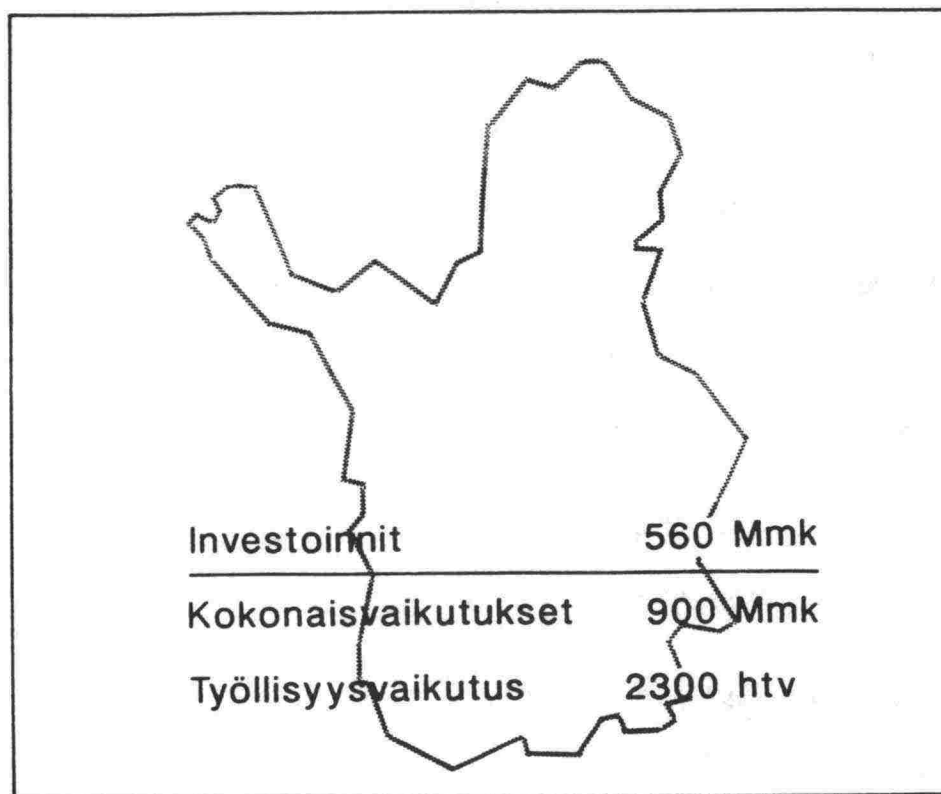 Investoinnit 560 Mmk
Kokonaisvaikutukset 900 Mmk
Työllisyysvaikutus 2300 htv